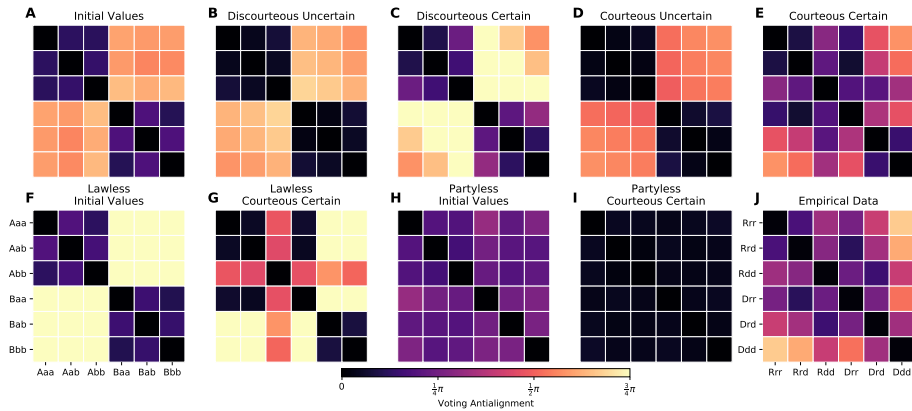 A Initial Values
B Discourteous Uncertain
C Discourteous Certain
D Courteous Uncertain
E Courteous Certain
F Lawless
Initial Values
G Lawless
Courteous Certain
H Partyless
Initial Values
I Partyless
Courteous Certain
J Empirical Data
Aaa
Aab
Abb
Baa
Bab
Bbb
Rrr
Rrd
Rdd
Drr
Drd
Ddd
Aaa Aab Abb Baa Bab Bbb
Rrr Rrd Rdd Drr Drd Ddd
0 ¼π ½π ¾π
Voting Antialignment